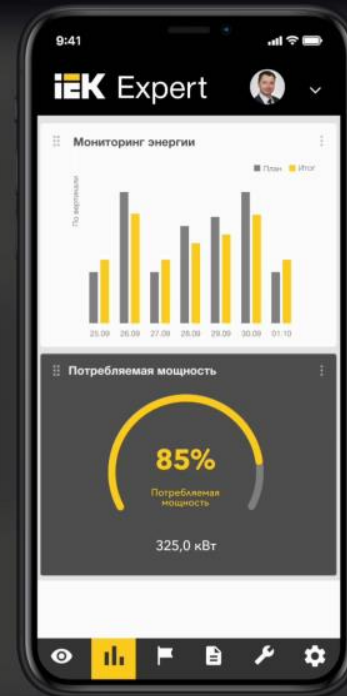 9:41
iEK Expert
Мониторинг энергии
План Итог
По вертикали
25.09 26.09 27.09 28.09 29.09 30.09 01.10
Потребляемая мощность
85%
Потребляемая
мощность
325,0 кВт